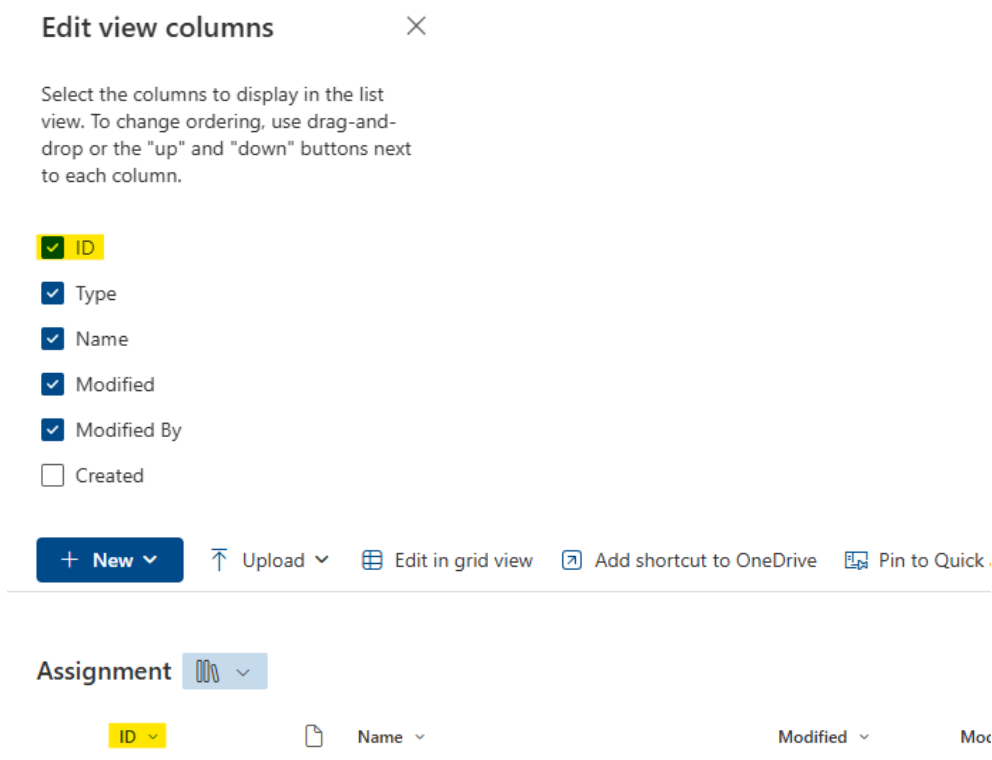 Edit view columns
Select the columns to display in the list
view. To change ordering, use drag-and-
drop or the "up" and "down" buttons next
to each column.
ID
Type
Name
Modified
Modified By
Created
New Upload Edit in grid view Add shortcut to OneDrive Pin to Quick
Assignment
ID Name Modified